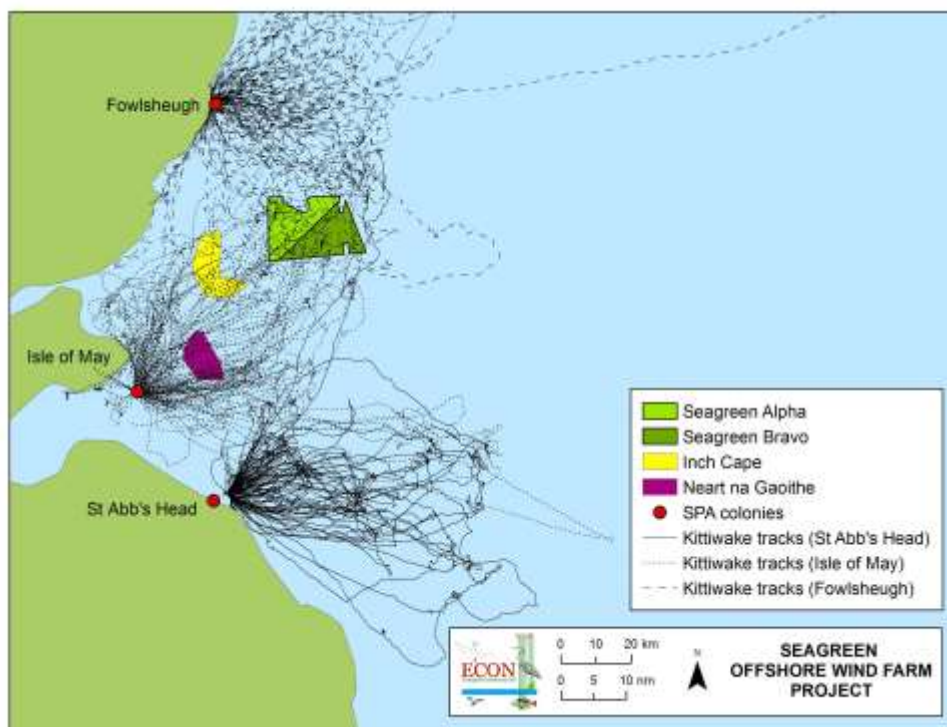 Fowlsheugh
Isle of May
St Abb's Head
Seagreen Alpha
Seagreen Bravo
Inch Cape
Neart na Gaoithe
SPA colonies
Kittiwake tracks (St Abb's Head)
Kittiwake tracks (Isle of May)
Kittiwake tracks (Fowlsheugh)
ECON
0 10 20 km
0 5 10 nm
N
SEAGREEN
OFFSHORE WIND FARM
PROJECT